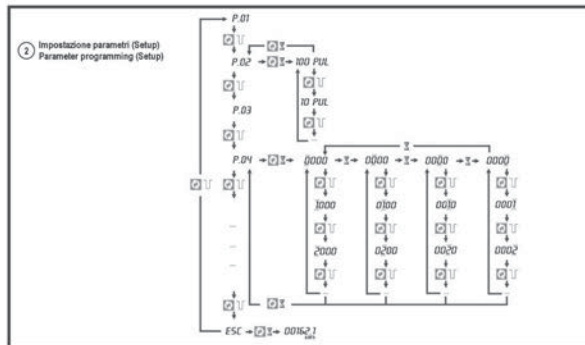 P.01
2 Impostazione parametri (Setup)
Parameter programming (Setup)
P.02 100 PUL
10 PUL
P.03
P.04 0000 0000 0000 0000
1000 0100 0010 0001
2000 0200 0020 0002
ESC 00162.1